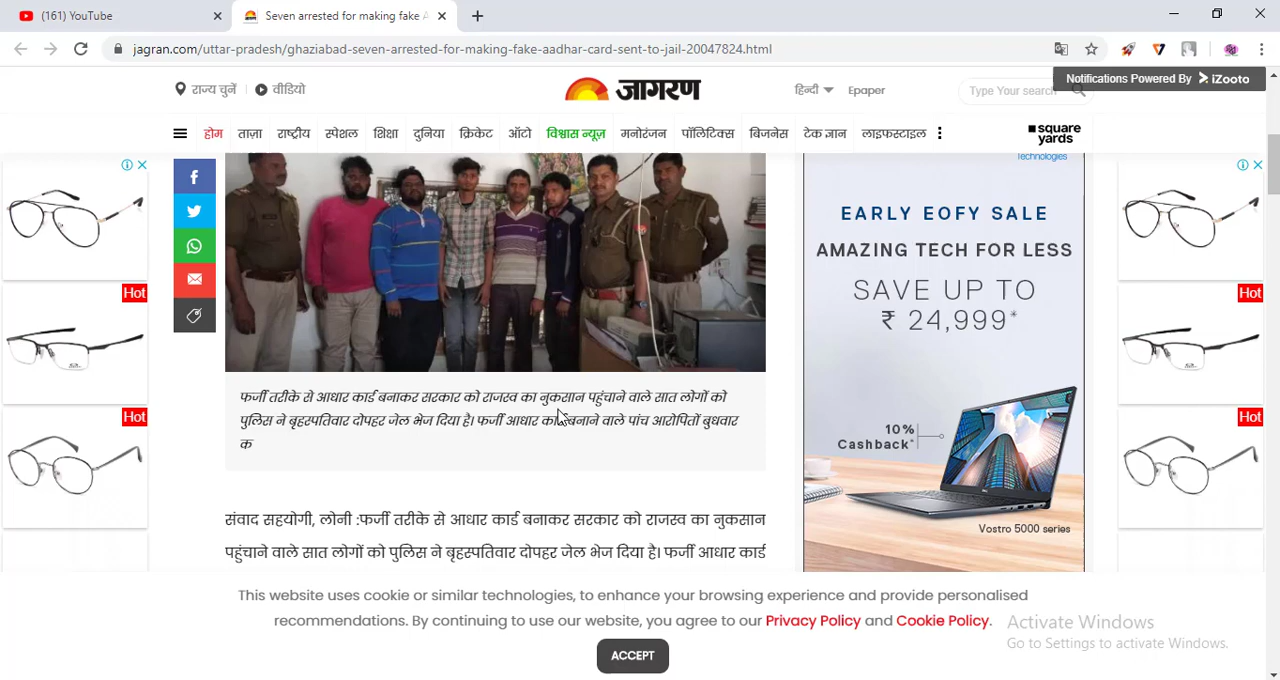 (161) YouTube
Seven arrested for making fake A
jagran.com/uttar-pradesh/ghaziabad-seven-arrested-for-making-fake-aadhar-card-sent-to-jail-20047824.html
Notifications Powered By iZooto
राज्य चुनें वीडियो
जागरण
हिन्दी Epaper
Type Your search
होम ताज़ा राष्ट्रीय स्पेशल शिक्षा दुनिया क्रिकेट ऑटो विश्वास न्यूज़ मनोरंजन पॉलिटिक्स बिजनेस टेक ज्ञान लाइफस्टाइल
square
yards
Technologies
EARLY EOFY SALE
AMAZING TECH FOR LESS
SAVE UP TO
₹ 24,999*
10%
Cashback*
Vostro 5000 series
Hot
Hot
Hot
Hot
फर्जी तरीके से आधार कार्ड बनाकर सरकार को राजस्व का नुकसान पहुंचाने वाले सात लोगों को
पुलिस ने बृहस्पतिवार दोपहर जेल भेज दिया है। फर्जी आधार कार्ड बनाने वाले पांच आरोपितों बुधवार
क
संवाद सहयोगी, लोनी :फर्जी तरीके से आधार कार्ड बनाकर सरकार को राजस्व का नुकसान
पहुंचाने वाले सात लोगों को पुलिस ने बृहस्पतिवार दोपहर जेल भेज दिया है। फर्जी आधार कार्ड
This website uses cookie or similar technologies, to enhance your browsing experience and provide personalised
recommendations. By continuing to use our website, you agree to our Privacy Policy and Cookie Policy.
ACCEPT
Activate Windows
Go to Settings to activate Windows.